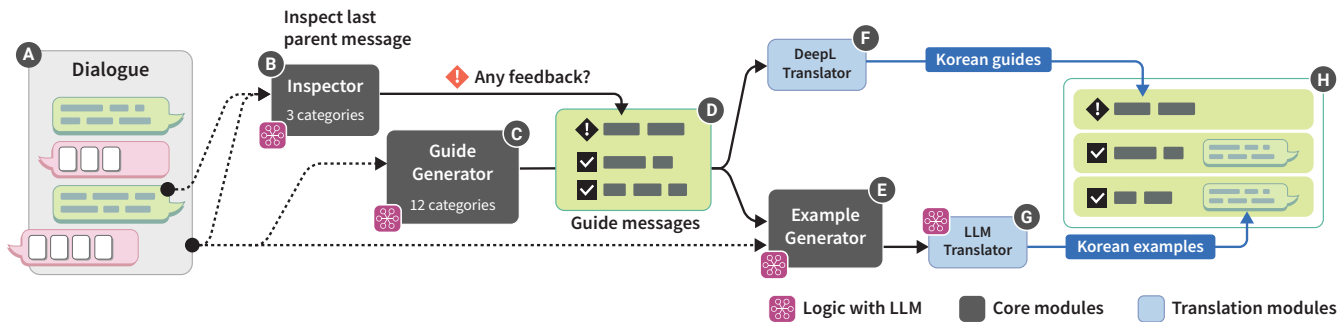 Inspect last
parent message
A
Dialogue
B
Inspector
3 categories
Any feedback?
C
Guide
Generator
12 categories
D
Guide messages
F
DeepL
Translator
Korean guides
E
Example
Generator
G
LLM
Translator
Korean examples
H
Logic with LLM
Core modules
Translation modules